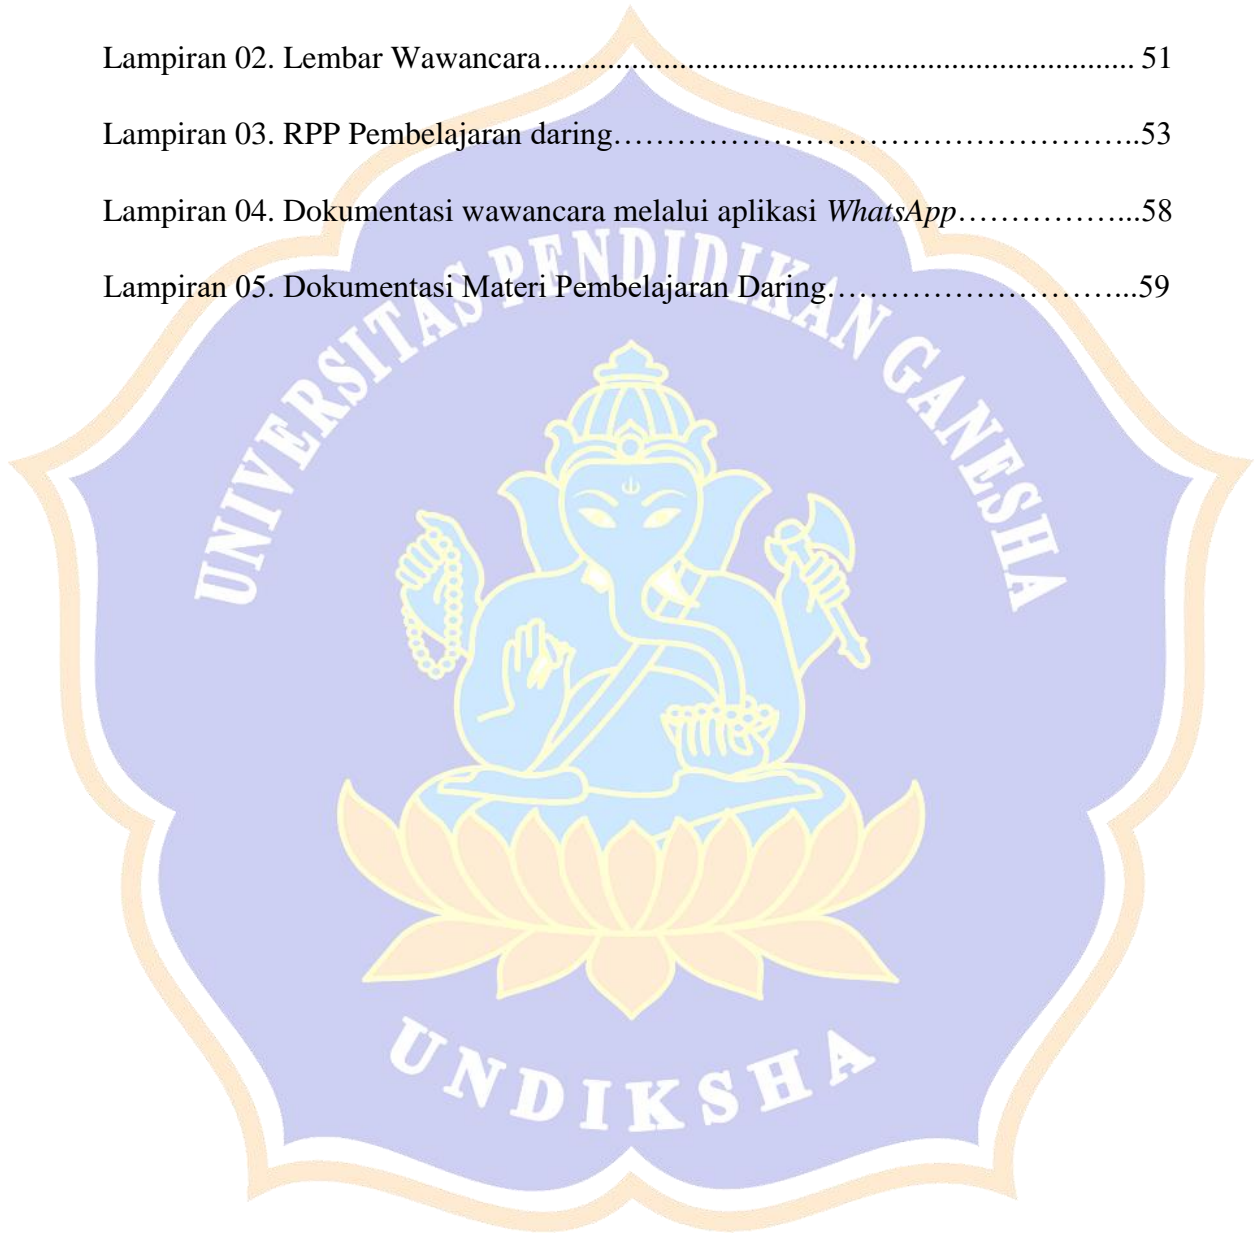 Lampiran 02. Lembar Wawancara........................................................................... 51
Lampiran 03. RPP Pembelajaran daring…………………………………………..53
Lampiran 04. Dokumentasi wawancara melalui aplikasi WhatsApp……………...58
Lampiran 05. Dokumentasi Materi Pembelajaran Daring………………………...59
UNIVERSITAS PENDIDIKAN GANESHA
UNDIKSHA